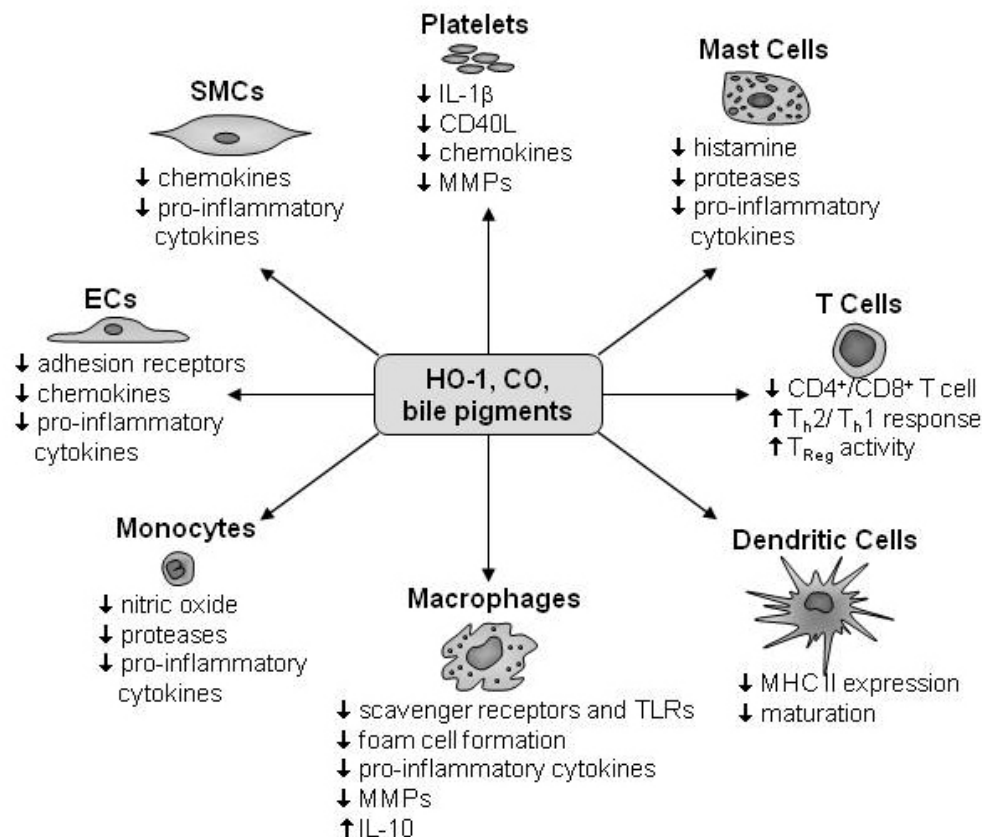 Platelets
↓ IL-1β
↓ CD40L
↓ chemokines
↓ MMPs
Mast Cells
↓ histamine
↓ proteases
↓ pro-inflammatory
cytokines
SMCs
↓ chemokines
↓ pro-inflammatory
cytokines
ECs
↓ adhesion receptors
↓ chemokines
↓ pro-inflammatory
cytokines
HO-1, CO,
bile pigments
T Cells
↓ CD4⁺/CD8⁺ T cell
↑ Tₕ2/ Tₕ1 response
↑ T_Reg activity
Monocytes
↓ nitric oxide
↓ proteases
↓ pro-inflammatory
cytokines
Macrophages
↓ scavenger receptors and TLRs
↓ foam cell formation
↓ pro-inflammatory cytokines
↓ MMPs
↑ IL-10
Dendritic Cells
↓ MHC II expression
↓ maturation